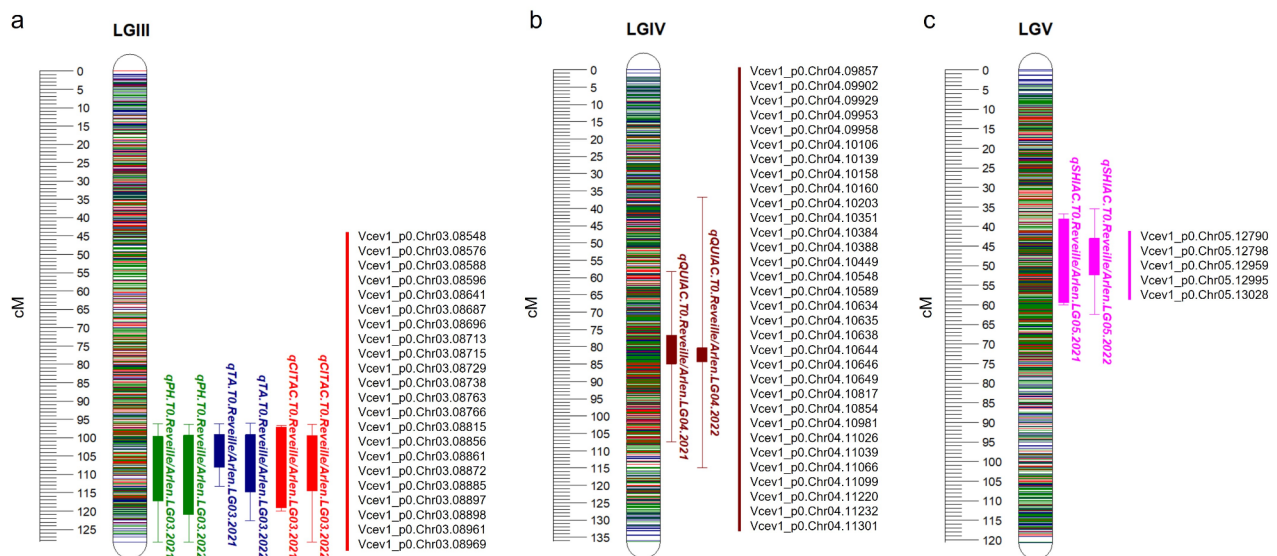 a
LGIII
0
5
10
15
20
25
30
35
40
45
50
55
60
65
70
75
80
85
90
95
100
105
110
115
120
125
cM
qPH.T0.Reveille/Arlen.LG03.2021
qPH.T0.Reveille/Arlen.LG03.2022
qTA.T0.Reveille/Arlen.LG03.2021
qTA.T0.Reveille/Arlen.LG03.2022
qCITAC.T0.Reveille/Arlen.LG03.2021
qCITAC.T0.Reveille/Arlen.LG03.2022
Vcev1_p0.Chr03.08548
Vcev1_p0.Chr03.08576
Vcev1_p0.Chr03.08588
Vcev1_p0.Chr03.08596
Vcev1_p0.Chr03.08641
Vcev1_p0.Chr03.08687
Vcev1_p0.Chr03.08696
Vcev1_p0.Chr03.08713
Vcev1_p0.Chr03.08715
Vcev1_p0.Chr03.08729
Vcev1_p0.Chr03.08738
Vcev1_p0.Chr03.08763
Vcev1_p0.Chr03.08766
Vcev1_p0.Chr03.08815
Vcev1_p0.Chr03.08856
Vcev1_p0.Chr03.08861
Vcev1_p0.Chr03.08872
Vcev1_p0.Chr03.08885
Vcev1_p0.Chr03.08897
Vcev1_p0.Chr03.08898
Vcev1_p0.Chr03.08961
Vcev1_p0.Chr03.08969
b
LGIV
0
5
10
15
20
25
30
35
40
45
50
55
60
65
70
75
80
85
90
95
100
105
110
115
120
125
130
135
cM
qQUIAC.T0.Reveille/Arlen.LG04.2021
qQUIAC.T0.Reveille/Arlen.LG04.2022
Vcev1_p0.Chr04.09857
Vcev1_p0.Chr04.09902
Vcev1_p0.Chr04.09929
Vcev1_p0.Chr04.09953
Vcev1_p0.Chr04.09958
Vcev1_p0.Chr04.10106
Vcev1_p0.Chr04.10139
Vcev1_p0.Chr04.10158
Vcev1_p0.Chr04.10160
Vcev1_p0.Chr04.10203
Vcev1_p0.Chr04.10351
Vcev1_p0.Chr04.10384
Vcev1_p0.Chr04.10388
Vcev1_p0.Chr04.10449
Vcev1_p0.Chr04.10548
Vcev1_p0.Chr04.10589
Vcev1_p0.Chr04.10634
Vcev1_p0.Chr04.10635
Vcev1_p0.Chr04.10638
Vcev1_p0.Chr04.10644
Vcev1_p0.Chr04.10646
Vcev1_p0.Chr04.10649
Vcev1_p0.Chr04.10817
Vcev1_p0.Chr04.10854
Vcev1_p0.Chr04.10981
Vcev1_p0.Chr04.11026
Vcev1_p0.Chr04.11039
Vcev1_p0.Chr04.11066
Vcev1_p0.Chr04.11099
Vcev1_p0.Chr04.11220
Vcev1_p0.Chr04.11232
Vcev1_p0.Chr04.11301
c
LGV
0
5
10
15
20
25
30
35
40
45
50
55
60
65
70
75
80
85
90
95
100
105
110
115
120
cM
qSHIAC.T0.Reveille/Arlen.LG05.2021
qSHIAC.T0.Reveille/Arlen.LG05.2022
Vcev1_p0.Chr05.12790
Vcev1_p0.Chr05.12798
Vcev1_p0.Chr05.12959
Vcev1_p0.Chr05.12995
Vcev1_p0.Chr05.13028